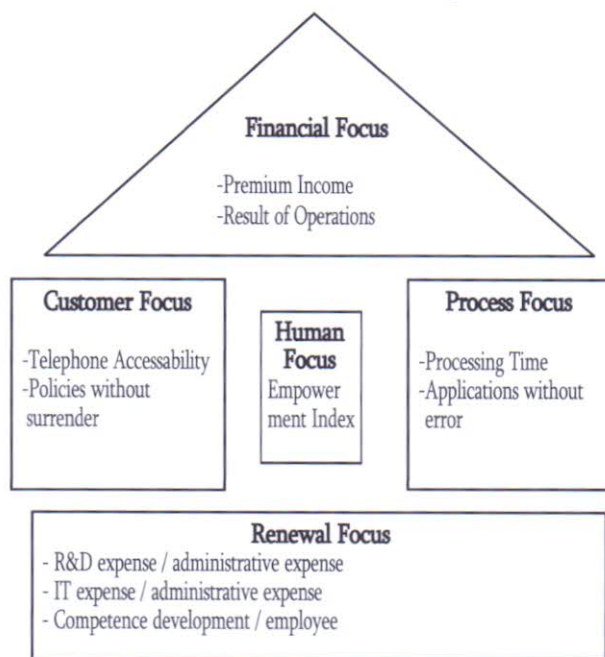 Financial Focus
-Premium Income
-Result of Operations
Customer Focus
-Telephone Accessability
-Policies without
surrender
Human
Focus
Empower
ment Index
Process Focus
-Processing Time
-Applications without
error
Renewal Focus
- R&D expense / administrative expense
- IT expense / administrative expense
- Competence development / employee